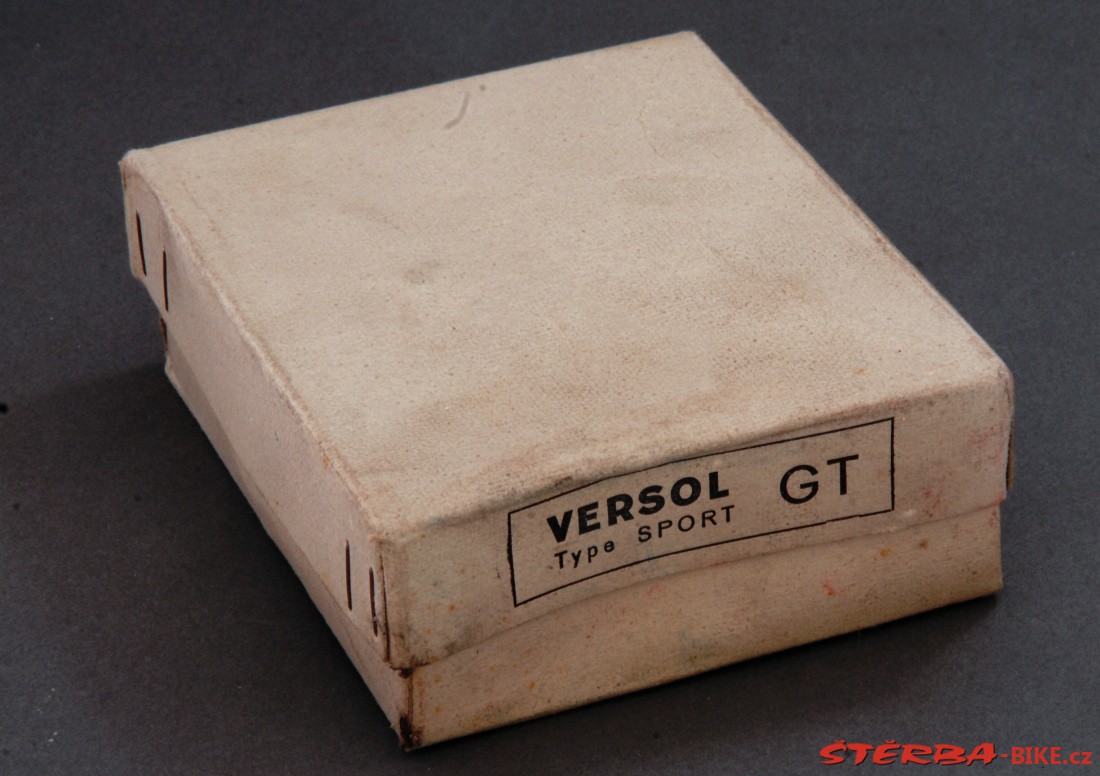 VERSOL GT
Type SPORT
ŠTĚRBA-BIKE.cz